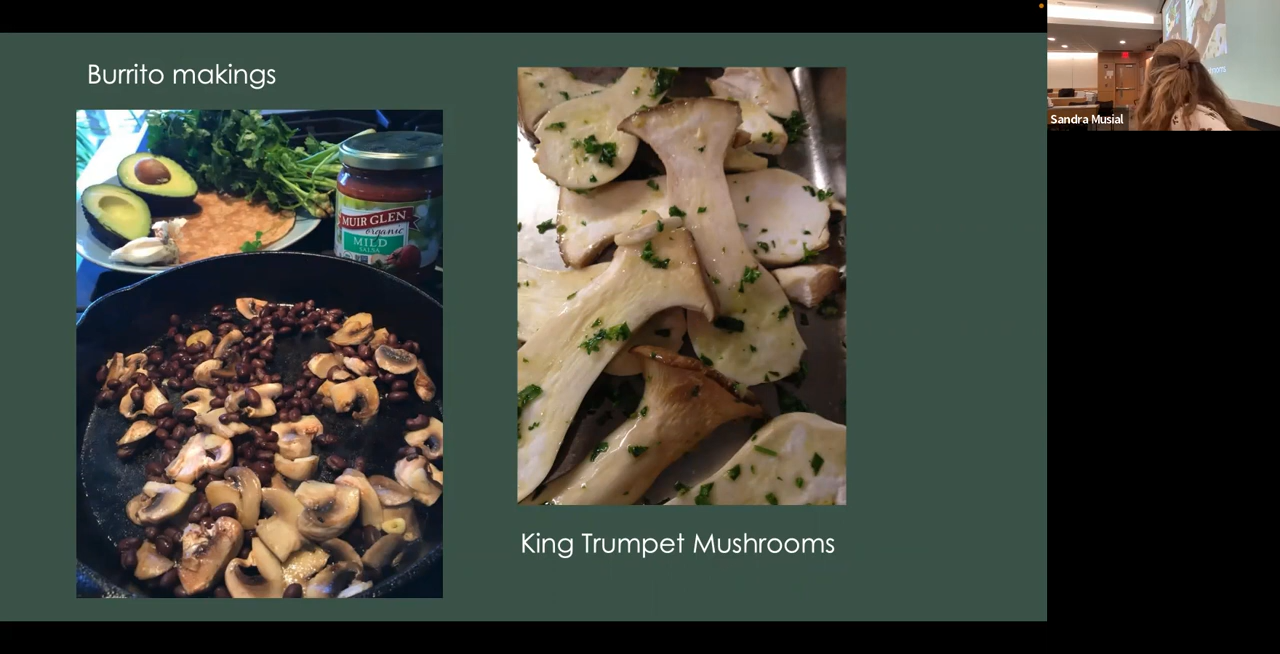 Burrito makings
MUIR GLEN
organic
MILD
SALSA
King Trumpet Mushrooms
Sandra Musial